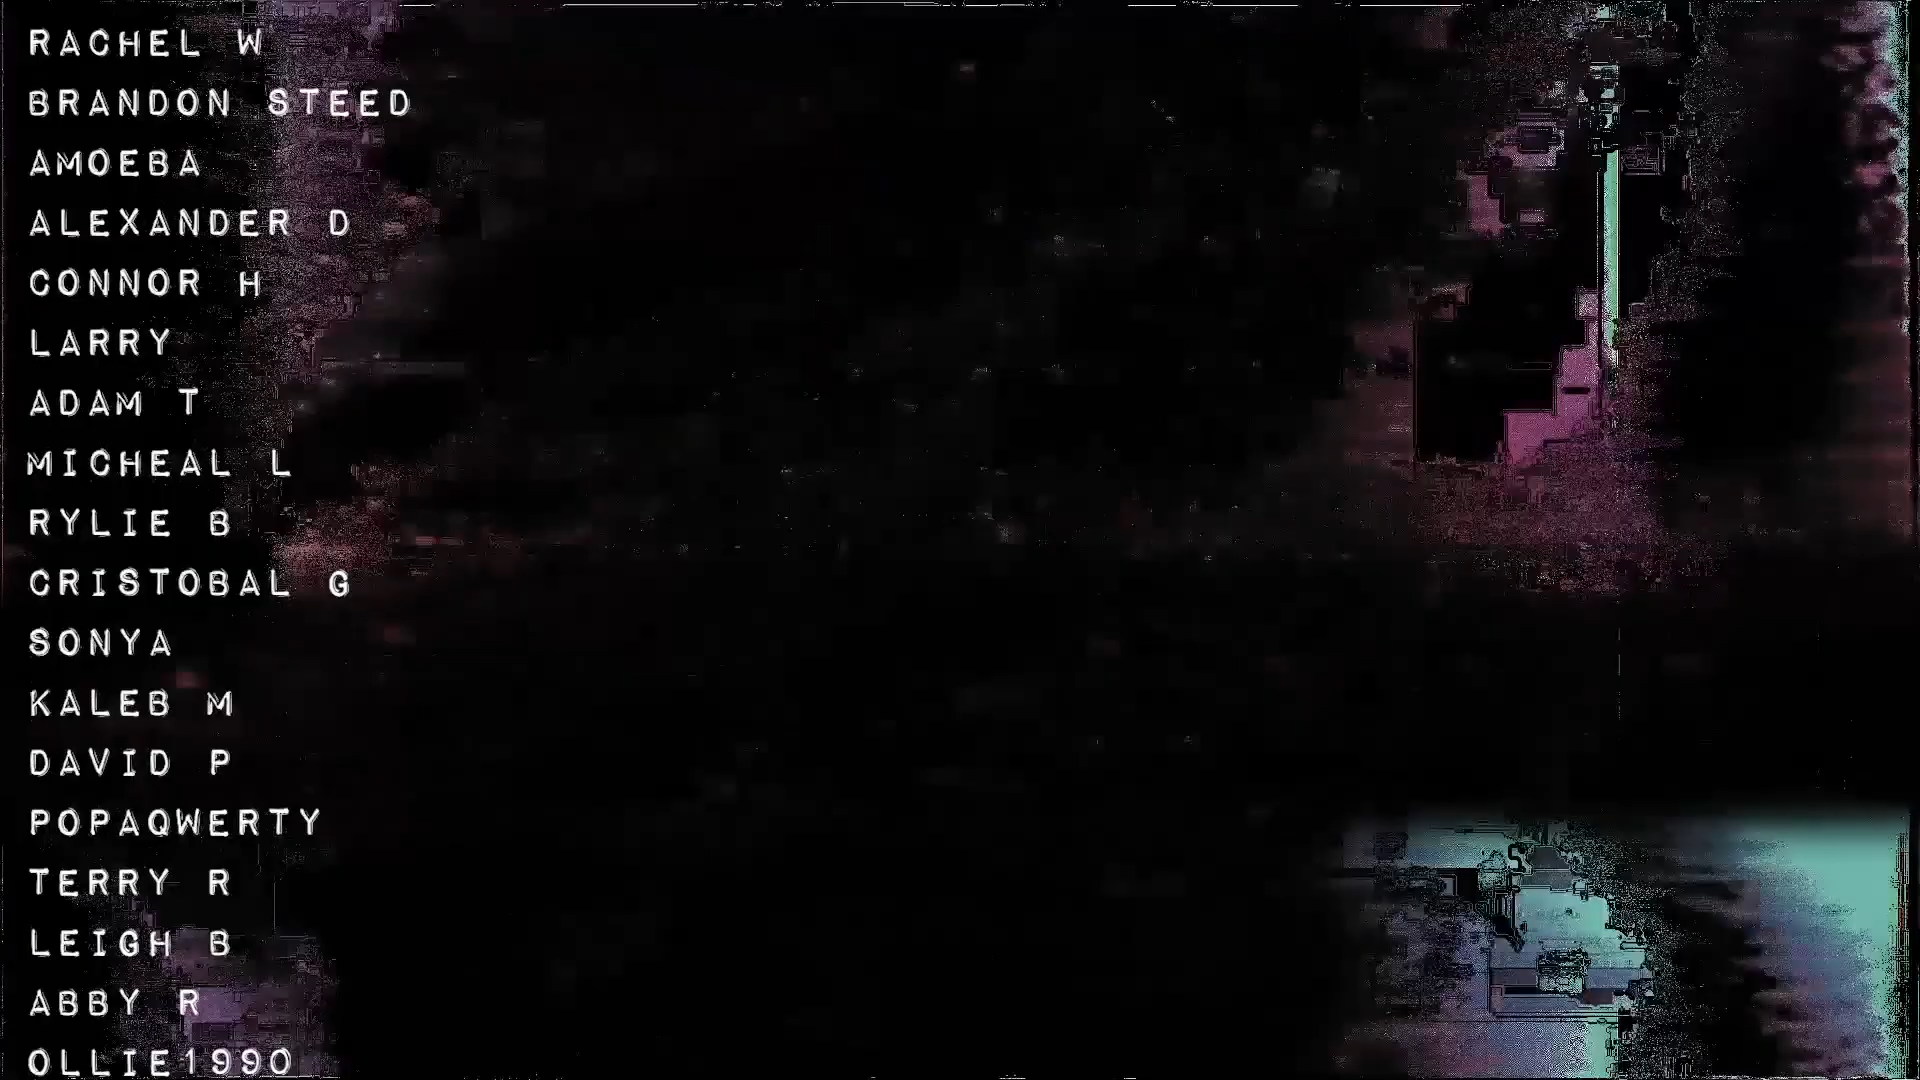 RACHEL W
BRANDON STEED
AMOEBA
ALEXANDER D
CONNOR H
LARRY
ADAM T
MICHEAL L
RYLIE B
CRISTOBAL G
SONYA
KALEB M
DAVID P
POPAQWERTY
TERRY R
LEIGH B
ABBY R
OLLIE1990